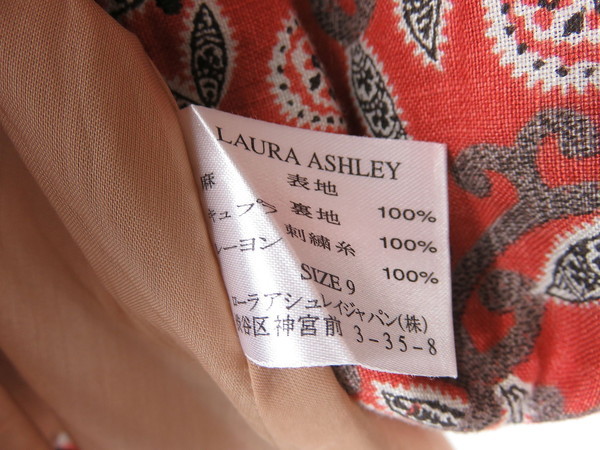 LAURA ASHLEY
麻 表地
キュプラ 裏地 100%
レーヨン 刺繍糸 100%
SIZE 9 100%
ローラアシュレイジャパン(株)
渋谷区神宮前 3-35-8